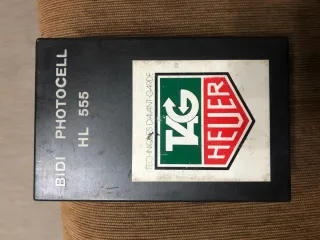 BIDI PHOTOCELL
HL 555
TECHNIQUES D'AVANT-GARDE
TAG
HEUER